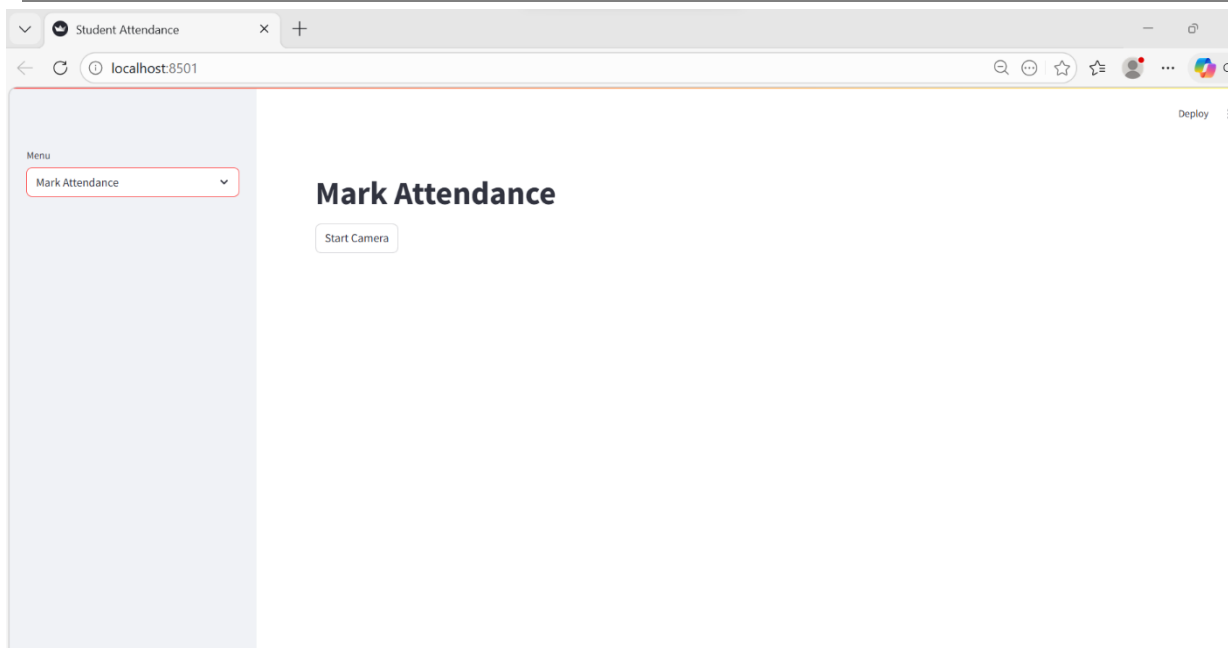 Student Attendance
localhost:8501
Deploy
Menu
Mark Attendance
Mark Attendance
Start Camera